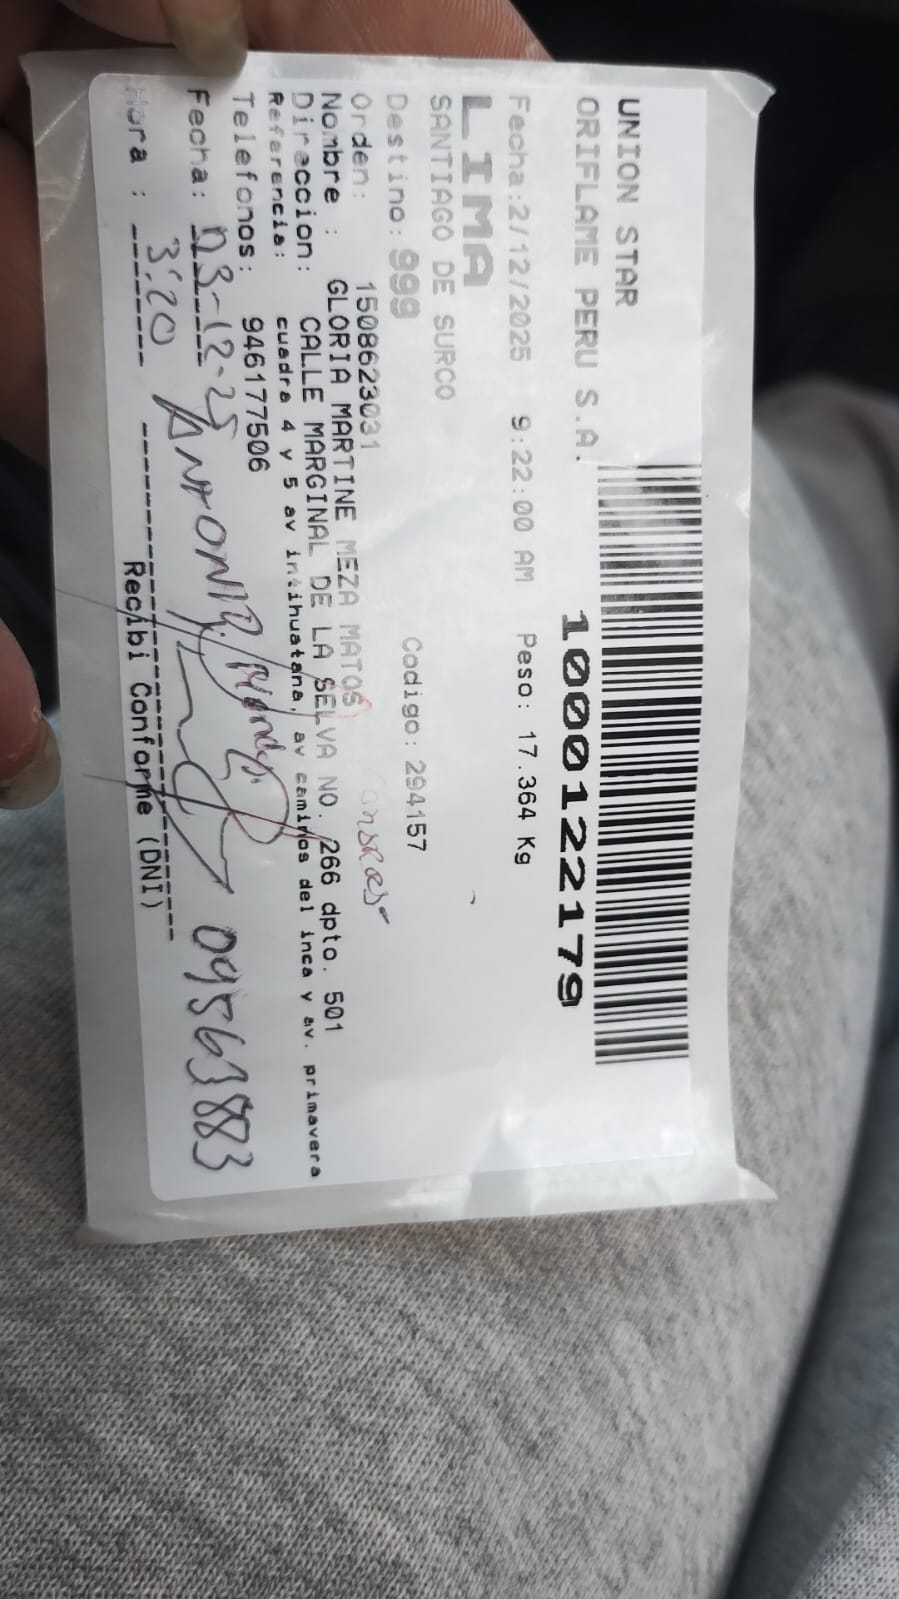 UNION STAR
ORIFLAME PERU S.A.
1000122179
Fecha:2/12/2025 9:22:00 AM Peso: 17.364 Kg
LIMA
SANTIAGO DE SURCO
Destino: 999 Codigo: 294157
Orden: 1508623031
Nombre : GLORIA MARTINE MEZA MATOS
Direccion: CALLE MARGINAL DE LA SELVA NO. 266 dpto. 501
Referencia: cuadra 4 y 5 av intihuatana, av caminos del inca y av. primavera
Telefonos: 946177506
Fecha: 03-12-25 ANTONIA 09563883
Hora : 3:20
Recibi Conforme (DNI)